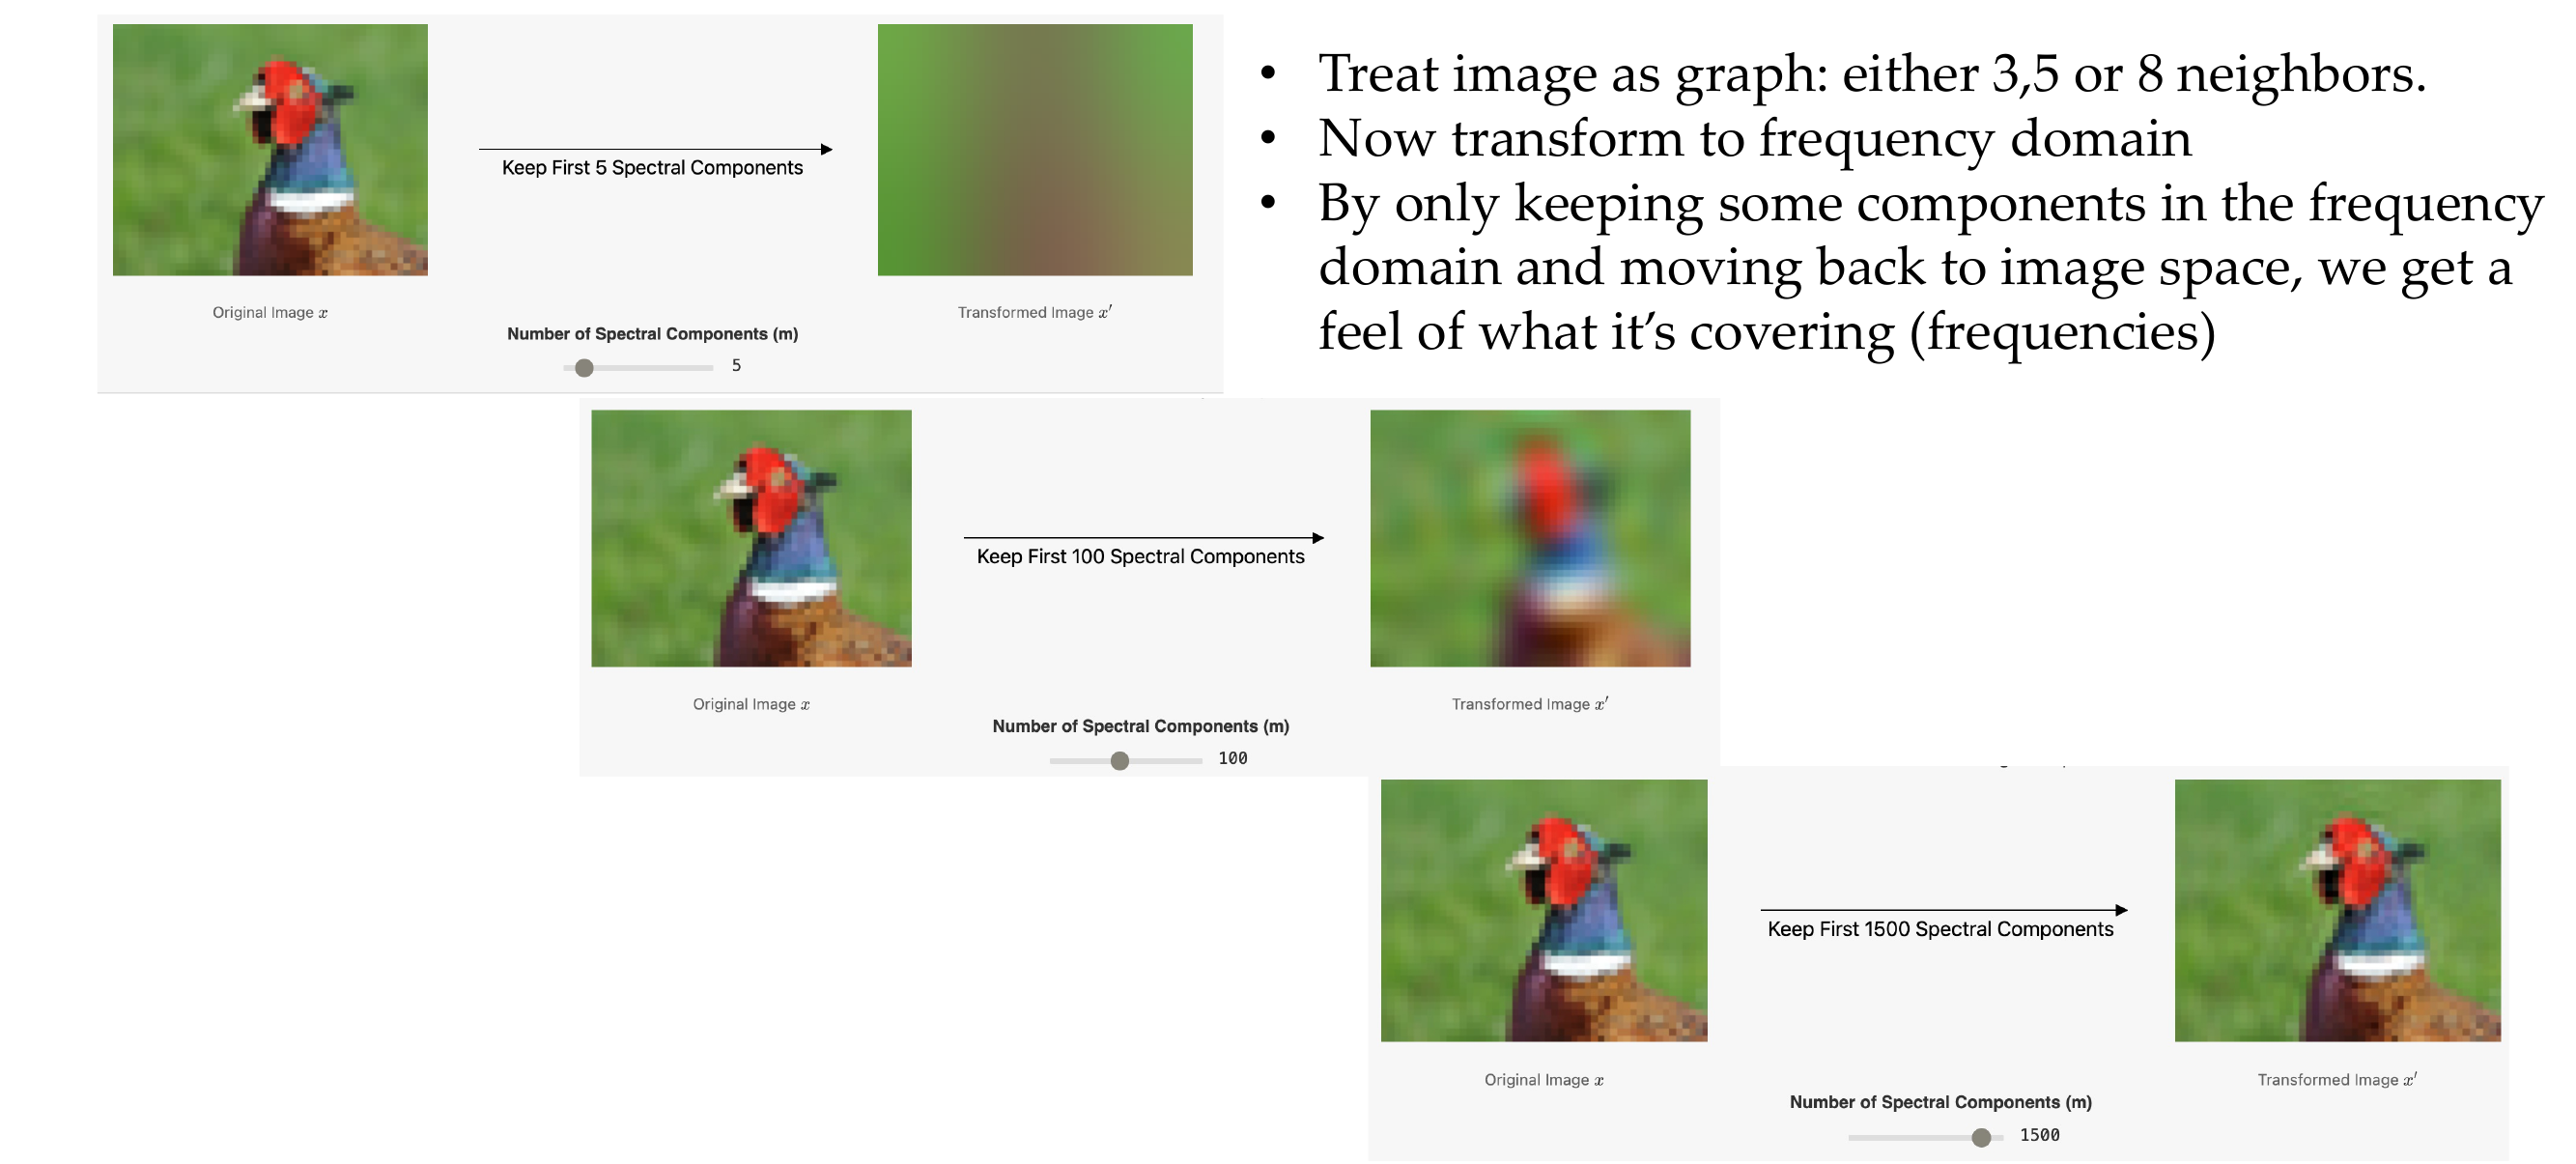 Keep First 5 Spectral Components
Original Image x
Transformed Image x′
Number of Spectral Components (m)
5
• Treat image as graph: either 3,5 or 8 neighbors.
• Now transform to frequency domain
• By only keeping some components in the frequency
domain and moving back to image space, we get a
feel of what it’s covering (frequencies)
Keep First 100 Spectral Components
Original Image x
Transformed Image x′
Number of Spectral Components (m)
100
Keep First 1500 Spectral Components
Original Image x
Transformed Image x′
Number of Spectral Components (m)
1500